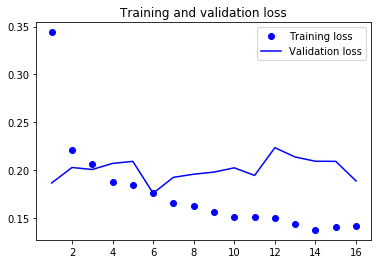 Training and validation loss
Training loss
Validation loss
0.35
0.30
0.25
0.20
0.15
2 4 6 8 10 12 14 16